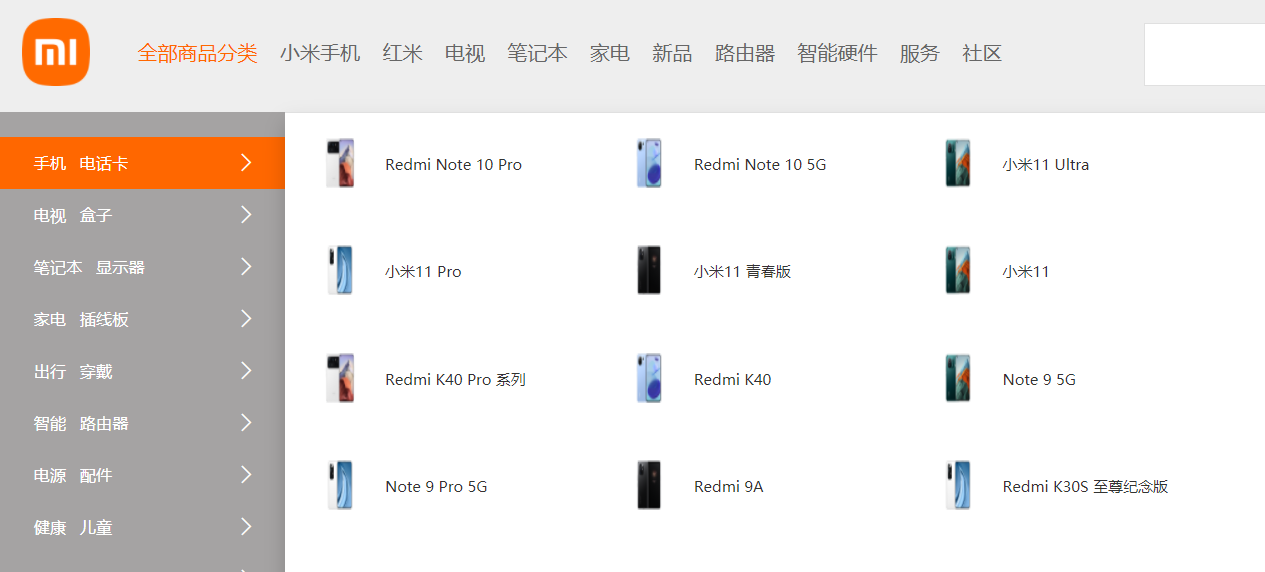 mi
全部商品分类 小米手机 红米 电视 笔记本 家电 新品 路由器 智能硬件 服务 社区
手机 电话卡
电视 盒子
笔记本 显示器
家电 插线板
出行 穿戴
智能 路由器
电源 配件
健康 儿童
Redmi Note 10 Pro
Redmi Note 10 5G
小米11 Ultra
小米11 Pro
小米11 青春版
小米11
Redmi K40 Pro 系列
Redmi K40
Note 9 5G
Note 9 Pro 5G
Redmi 9A
Redmi K30S 至尊纪念版